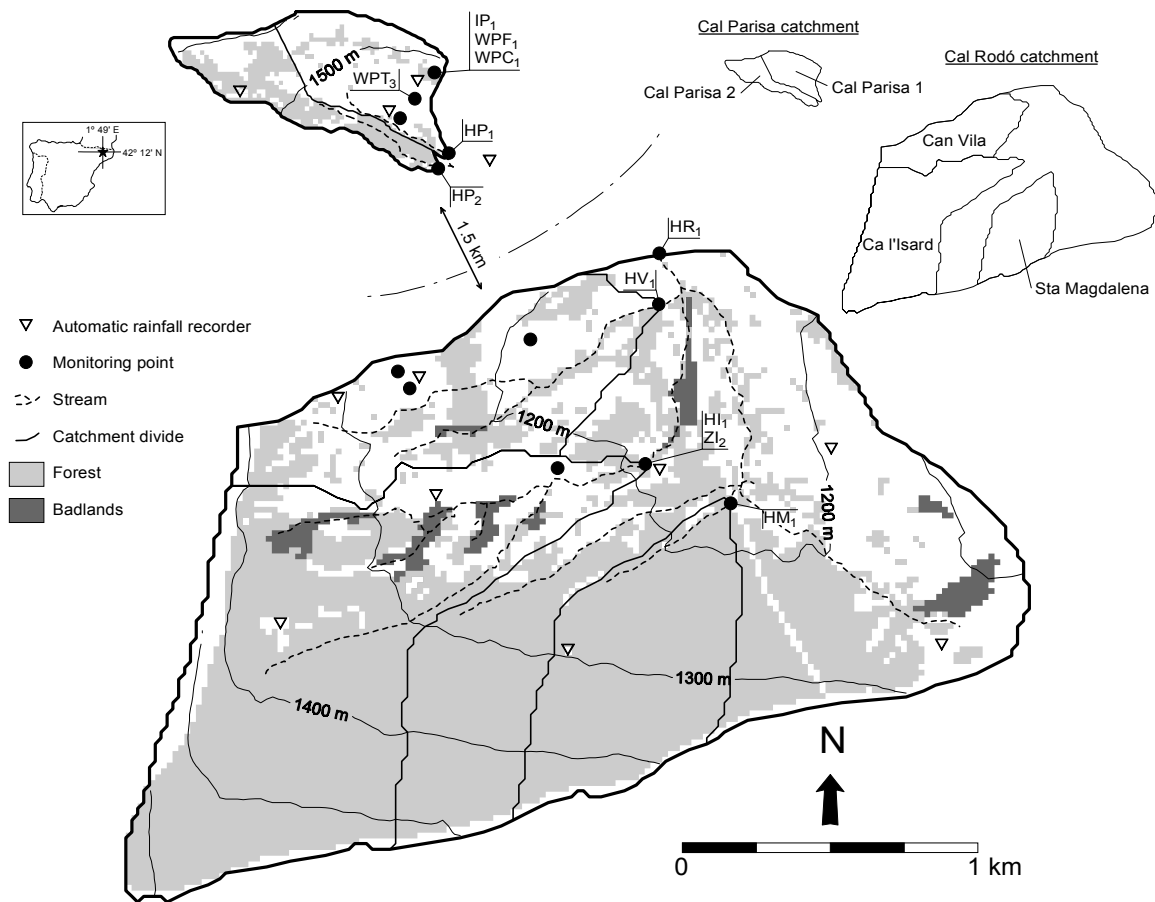 IP1
WPF1
WPC1
1500 m
WPT3
HP1
HP2
1.5 km
1º 49' E
42º 12' N
Cal Parisa catchment
Cal Parisa 2
Cal Parisa 1
Cal Rodó catchment
Can Vila
Ca l'Isard
Sta Magdalena
HR1
HV1
Automatic rainfall recorder
Monitoring point
Stream
Catchment divide
Forest
Badlands
1200 m
HI1
ZI2
HM1
1200 m
1300 m
1400 m
N
0
1 km